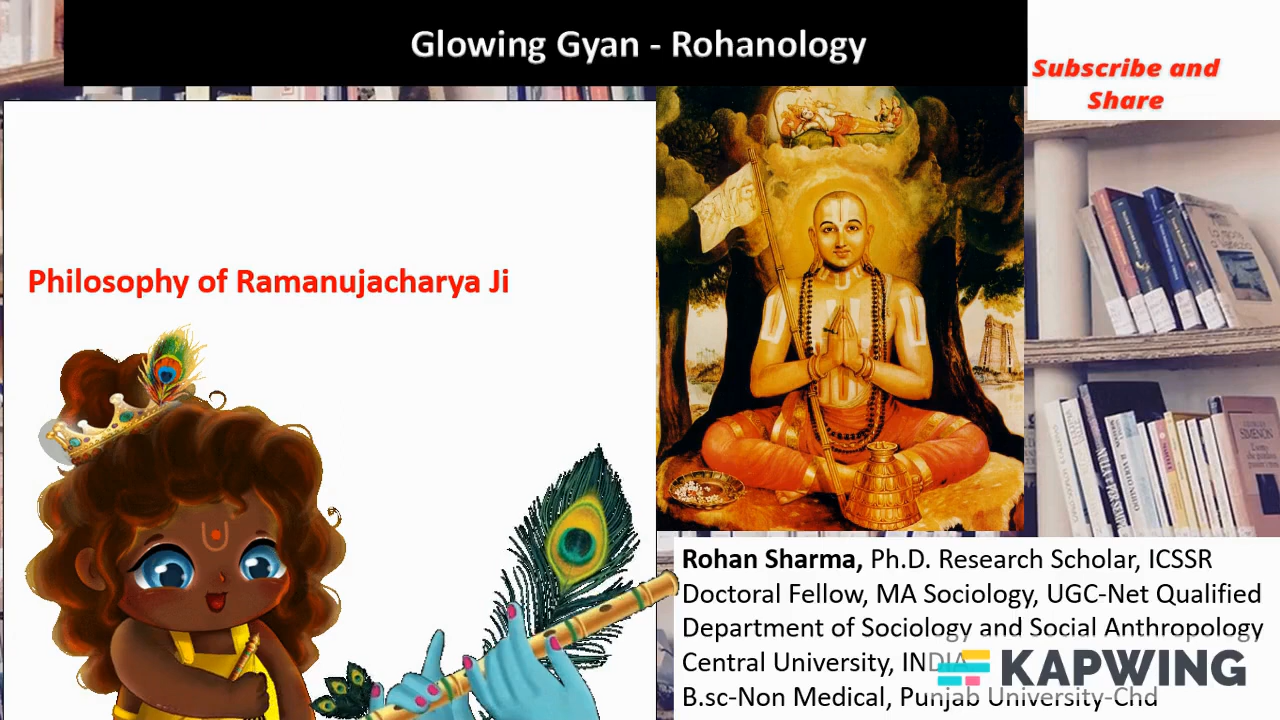 Glowing Gyan - Rohanology
Subscribe and
Share
Philosophy of Ramanujacharya Ji
Rohan Sharma, Ph.D. Research Scholar, ICSSR
Doctoral Fellow, MA Sociology, UGC-Net Qualified
Department of Sociology and Social Anthropology
Central University, INDIA
B.sc-Non Medical, Punjab University-Chd
KAPWING
SIMENON